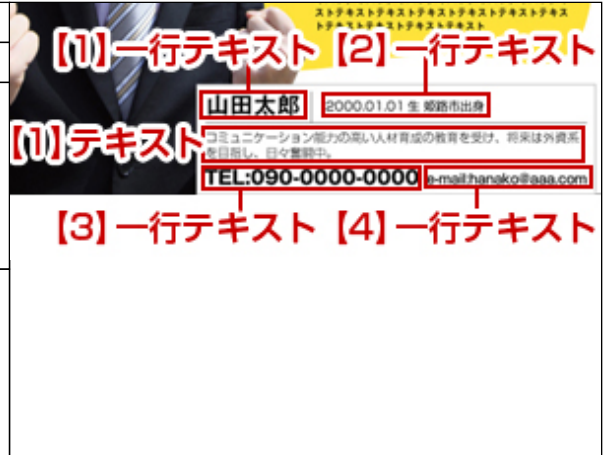 ストテキストテキストテキストテキストテキス
トテキストテキストテキストテキスト
【1】一行テキスト 【2】一行テキスト
山田太郎 2000.01.01 生 姫路市出身
【1】テキスト
コミュニケーション能力の高い人材育成の教育を受け、将来は外資系
を目指し、日々奮闘中。
TEL:090-0000-0000 e-mail:hanako@aaa.com
【3】一行テキスト 【4】一行テキスト